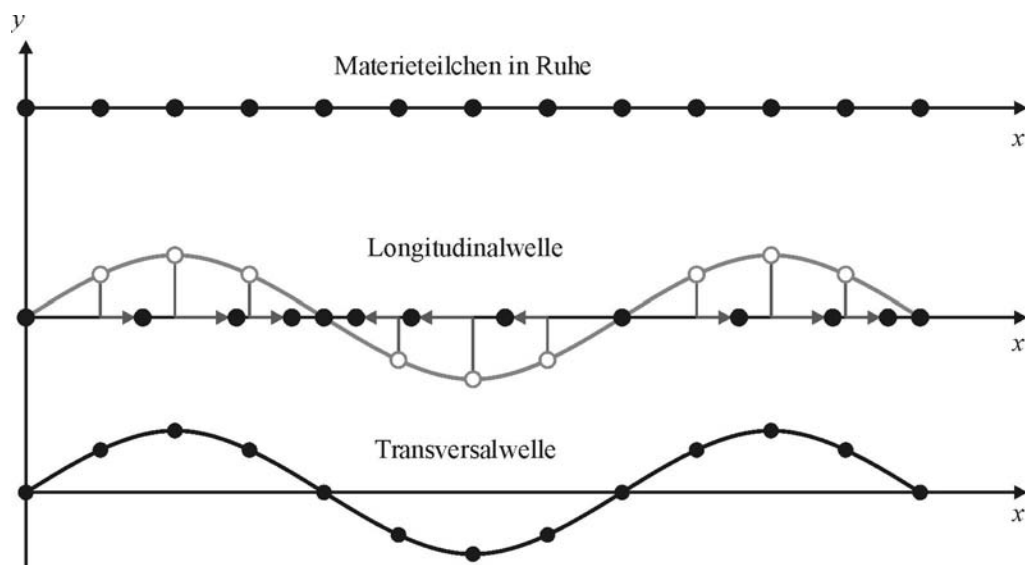 y
Materieteilchen in Ruhe
x
Longitudinalwelle
x
Transversalwelle
x